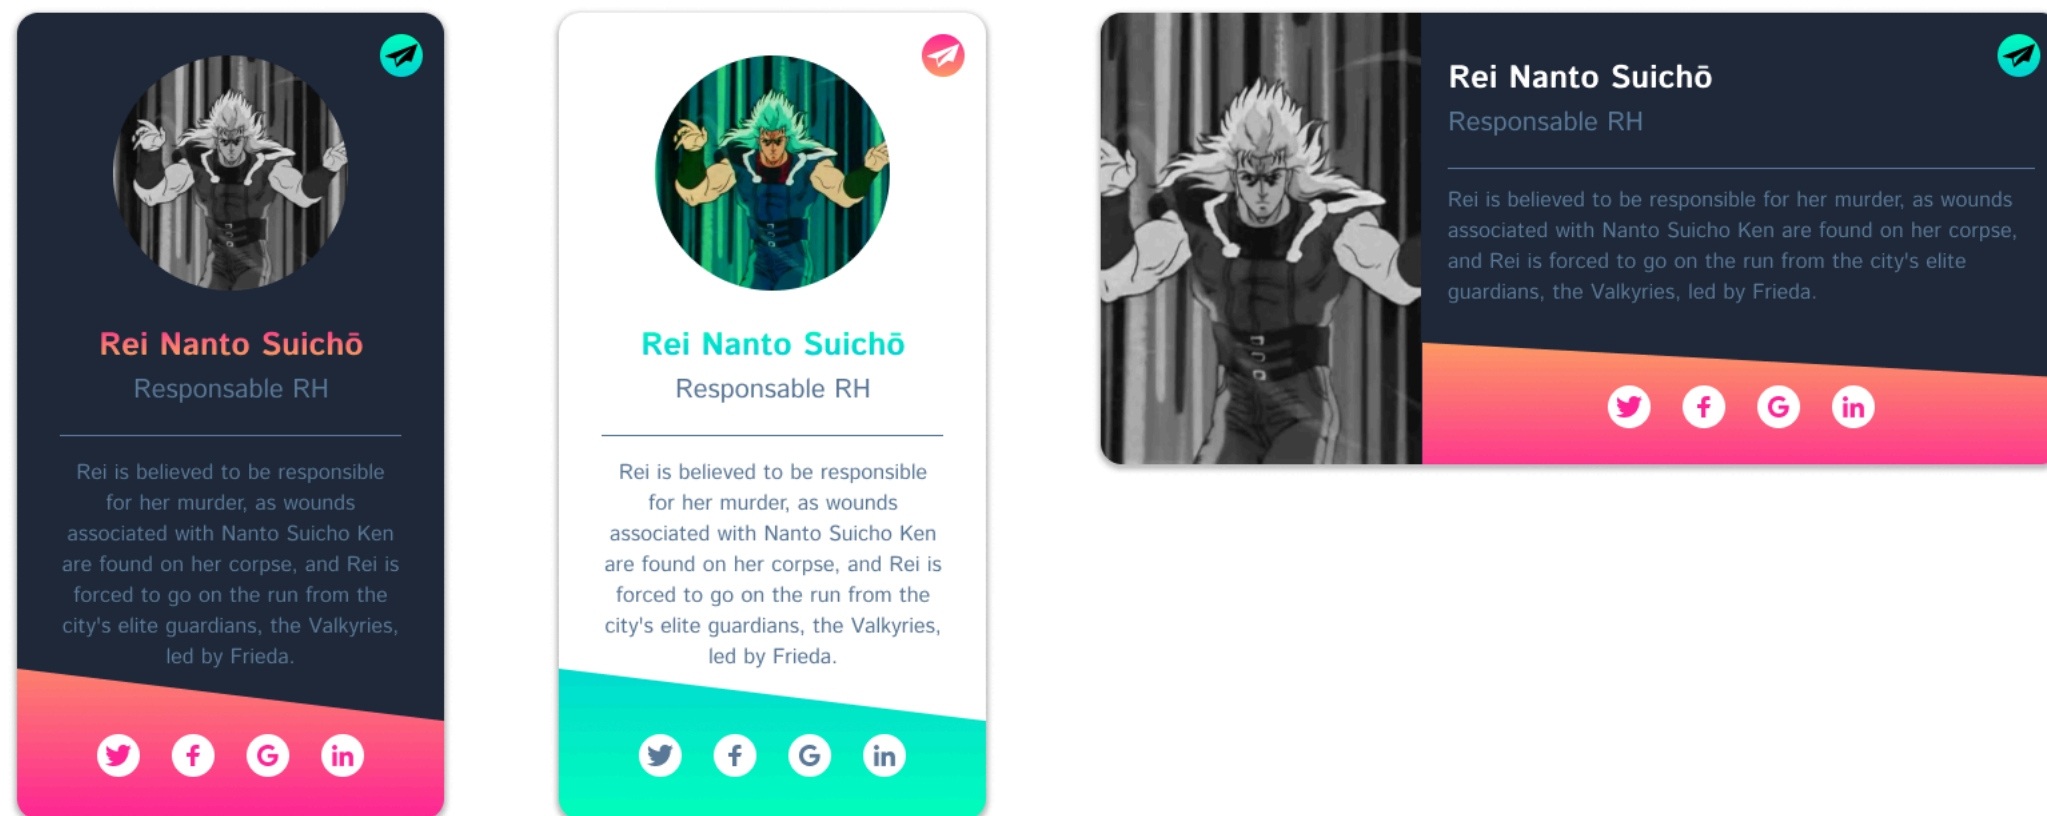 Rei Nanto Suichō
Responsable RH
Rei is believed to be responsible
for her murder, as wounds
associated with Nanto Suicho Ken
are found on her corpse, and Rei is
forced to go on the run from the
city's elite guardians, the Valkyries,
led by Frieda.
f
G
in
Rei Nanto Suichō
Responsable RH
Rei is believed to be responsible
for her murder, as wounds
associated with Nanto Suicho Ken
are found on her corpse, and Rei is
forced to go on the run from the
city's elite guardians, the Valkyries,
led by Frieda.
f
G
in
Rei Nanto Suichō
Responsable RH
Rei is believed to be responsible for her murder, as wounds
associated with Nanto Suicho Ken are found on her corpse,
and Rei is forced to go on the run from the city's elite
guardians, the Valkyries, led by Frieda.
f
G
in